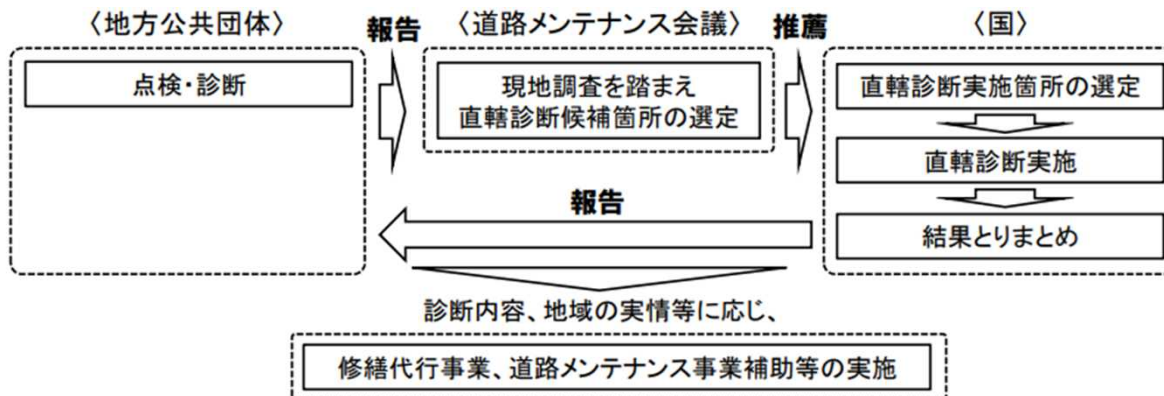 〈地方公共団体〉
報告
〈道路メンテナンス会議〉
推薦
〈国〉
点検・診断
現地調査を踏まえ
直轄診断候補箇所の選定
直轄診断実施箇所の選定
直轄診断実施
結果とりまとめ
報告
診断内容、地域の実情等に応じ、
修繕代行事業、道路メンテナンス事業補助等の実施